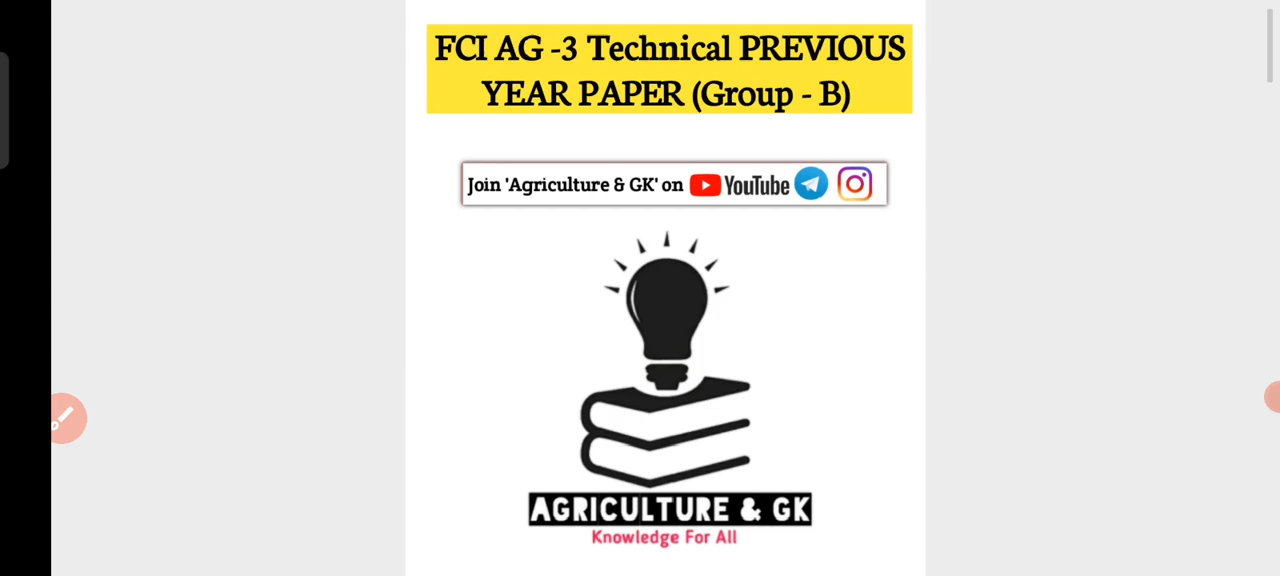 FCI AG -3 Technical PREVIOUS
YEAR PAPER (Group - B)
Join 'Agriculture & GK' on YouTube
AGRICULTURE & GK
Knowledge For All